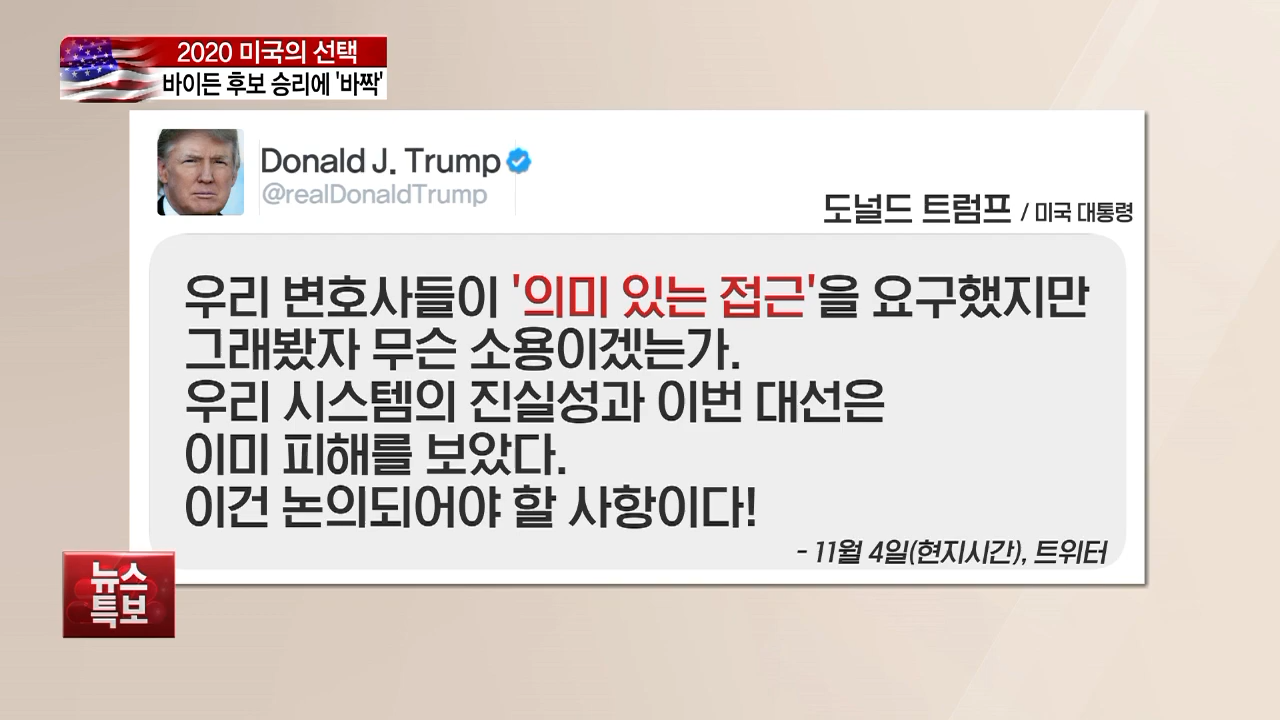 2020 미국의 선택
바이든 후보 승리에 '바짝'
Donald J. Trump
@realDonaldTrump
도널드 트럼프 / 미국 대통령
우리 변호사들이 '의미 있는 접근'을 요구했지만
그래봤자 무슨 소용이겠는가.
우리 시스템의 진실성과 이번 대선은
이미 피해를 보았다.
이건 논의되어야 할 사항이다!
- 11월 4일(현지시간), 트위터
뉴스
특보